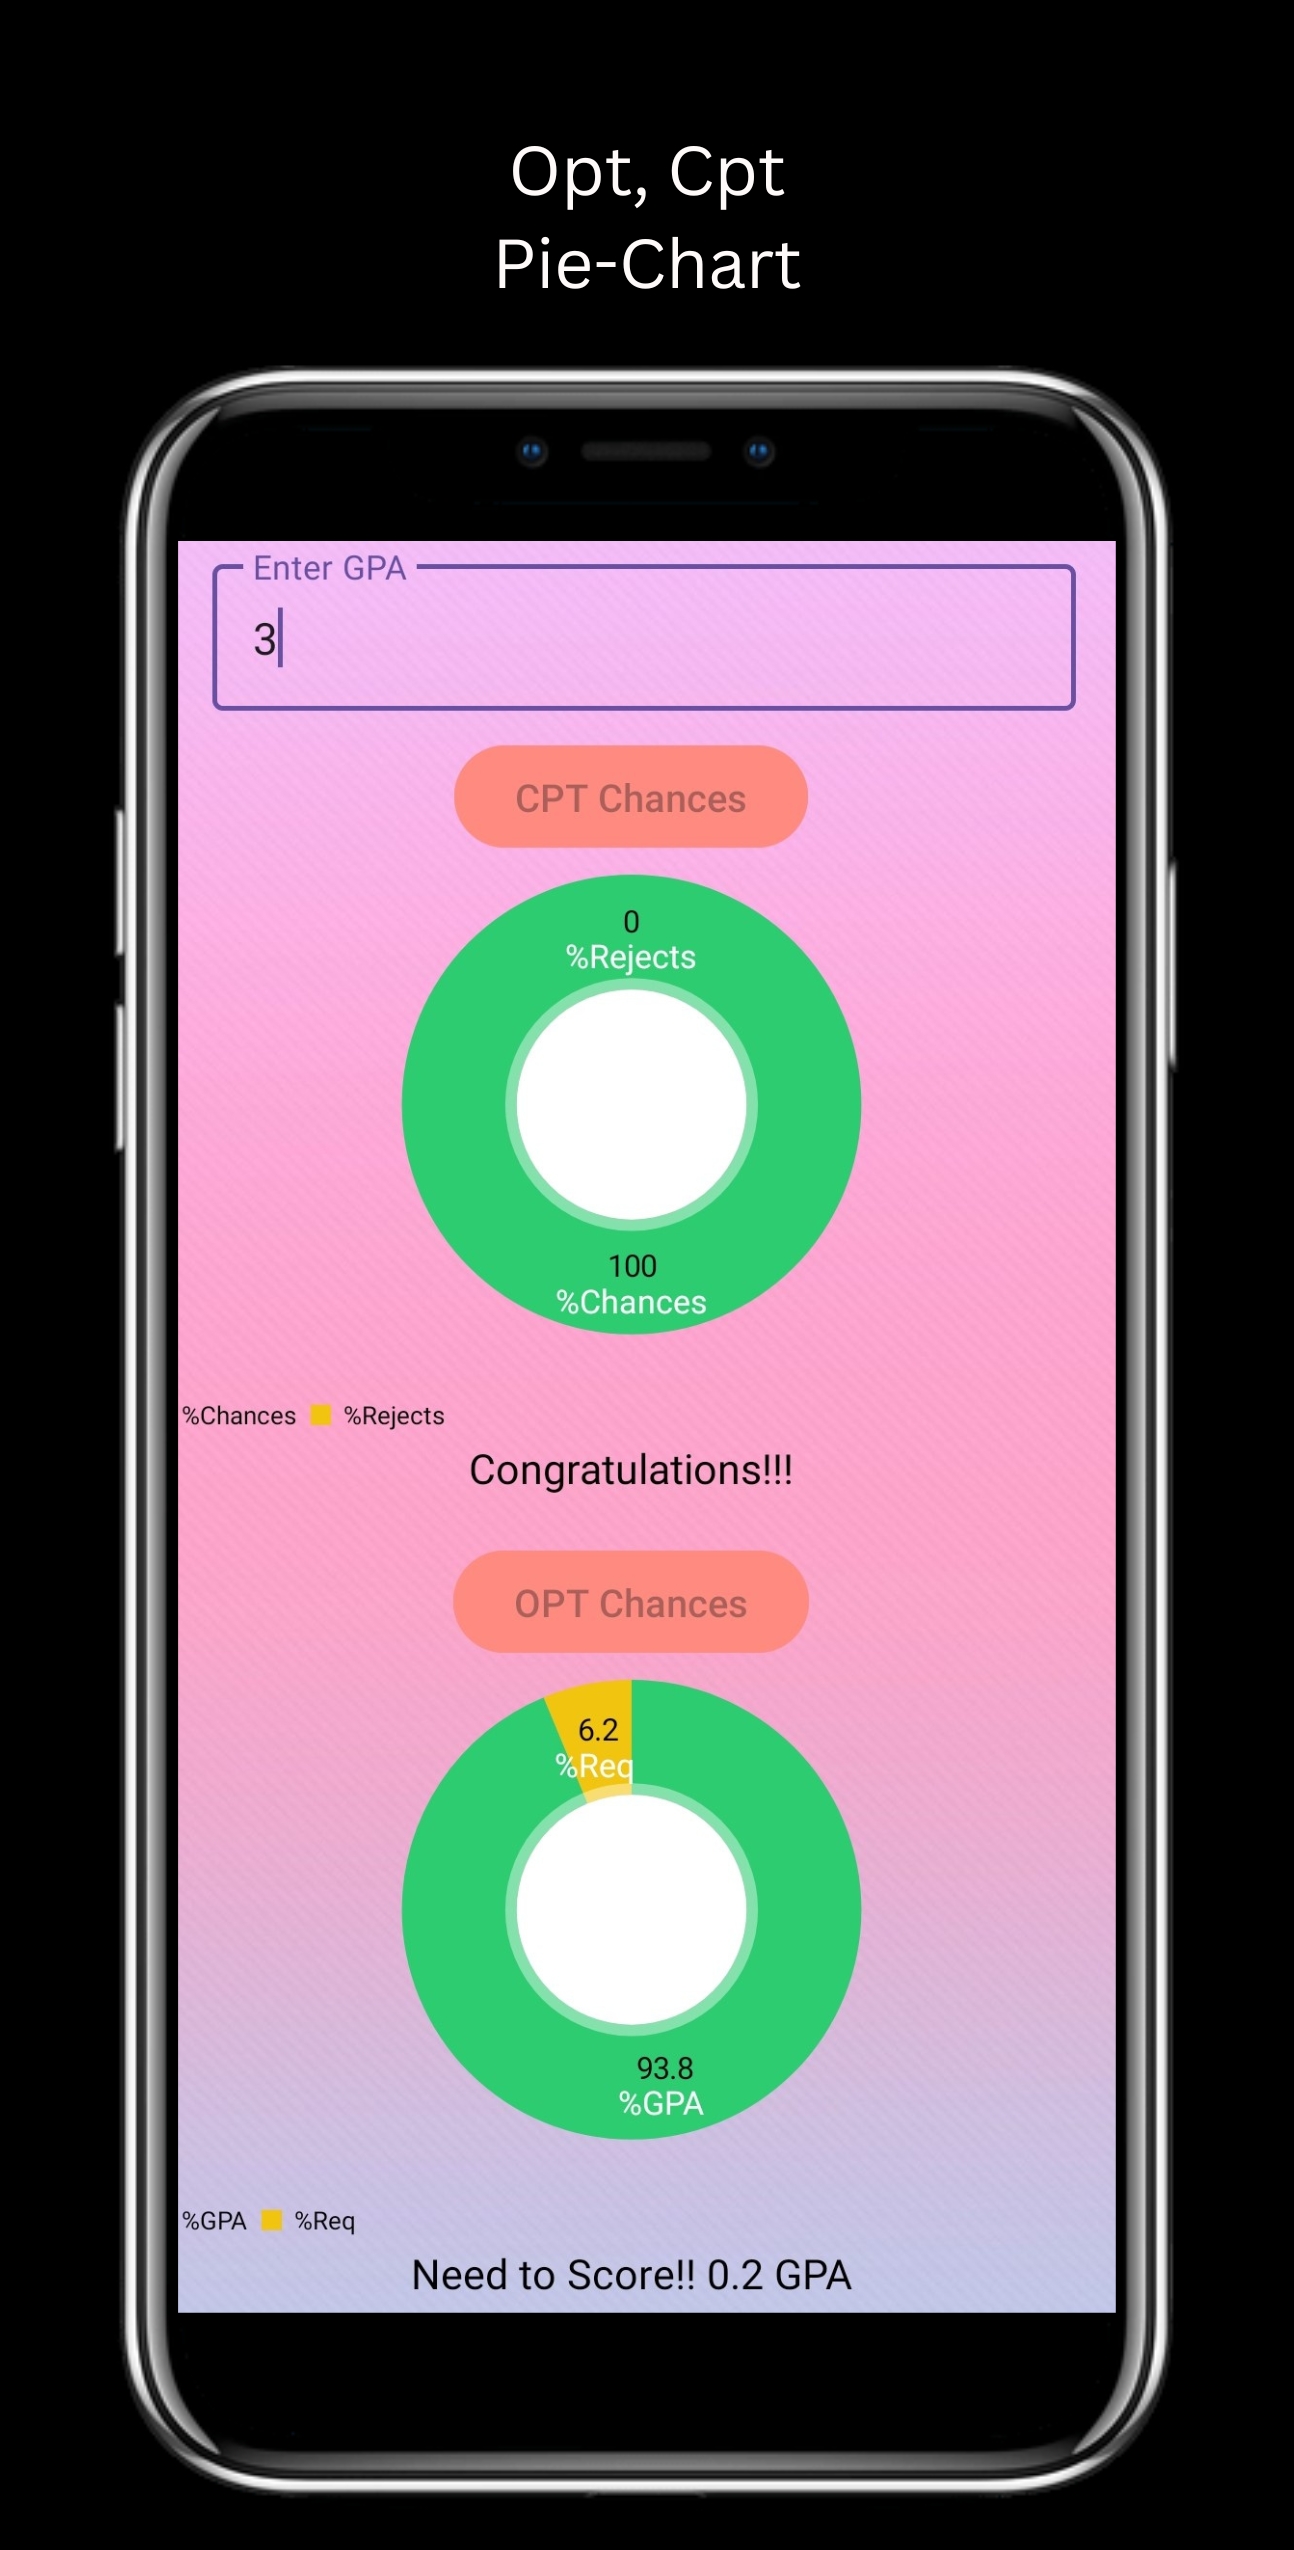 Opt, Cpt
Pie-Chart
Enter GPA
3
CPT Chances
0
%Rejects
100
%Chances
%Chances %Rejects
Congratulations!!!
OPT Chances
6.2
%Req
93.8
%GPA
%GPA %Req
Need to Score!! 0.2 GPA